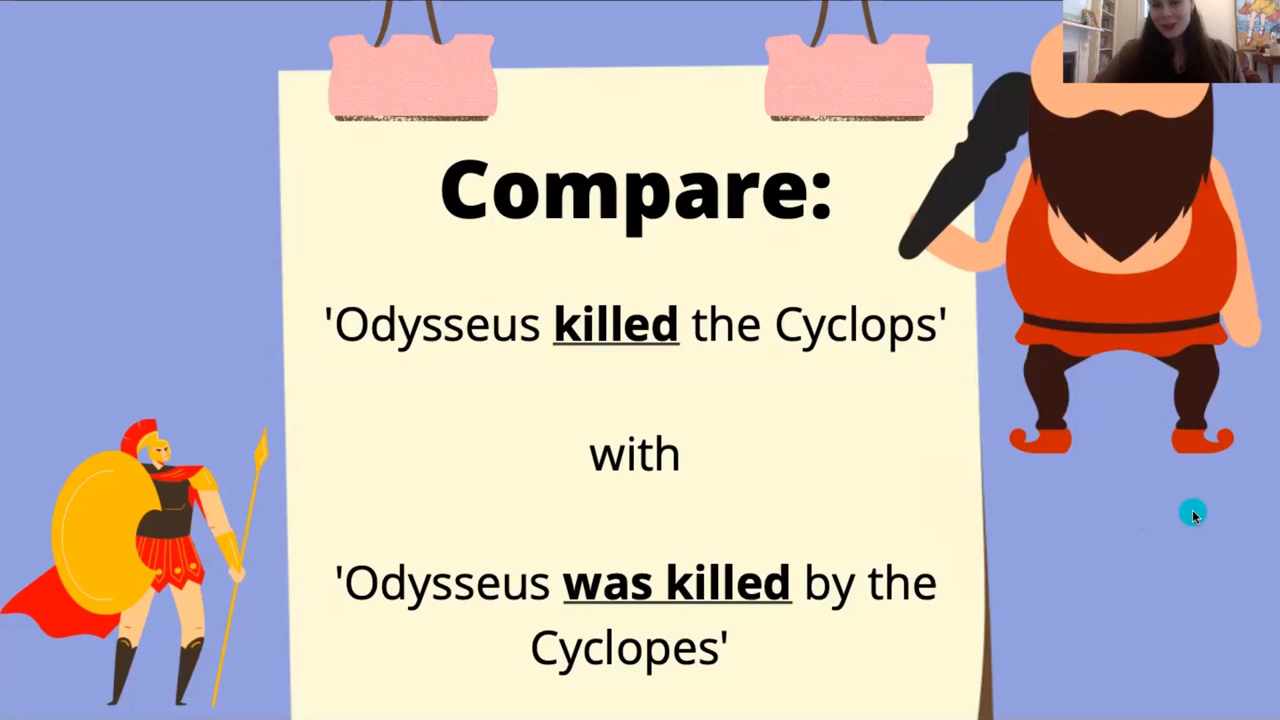 Compare:
'Odysseus killed the Cyclops'
with
'Odysseus was killed by the
Cyclopes'